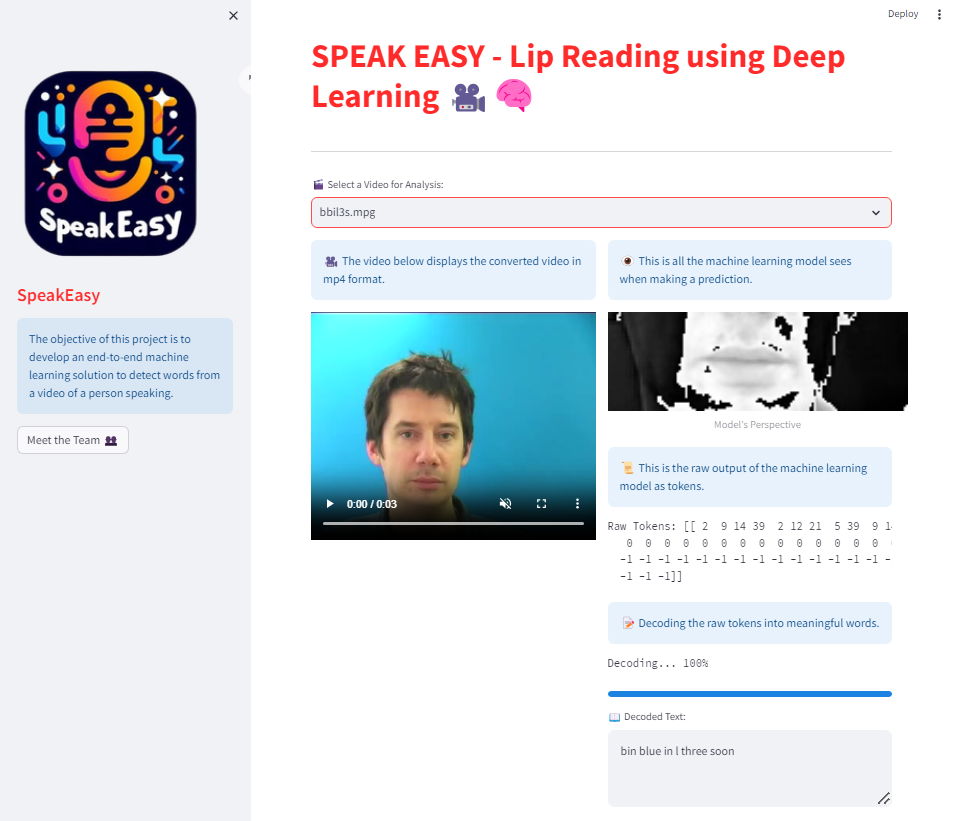 Deploy
SpeakEasy
SpeakEasy
The objective of this project is to
develop an end-to-end machine
learning solution to detect words from
a video of a person speaking.
Meet the Team
SPEAK EASY - Lip Reading using Deep
Learning
Select a Video for Analysis:
bbil3s.mpg
The video below displays the converted video in
mp4 format.
0:00 / 0:03
This is all the machine learning model sees
when making a prediction.
Model's Perspective
This is the raw output of the machine learning
model as tokens.
Raw Tokens: [[ 2 9 14 39 2 12 21 5 39 9
0 0 0 0 0 0 0 0 0 0 0 0 0 0
-1 -1 -1 -1 -1 -1 -1 -1 -1 -1 -1 -1 -1 -1
-1 -1 -1]]
Decoding the raw tokens into meaningful words.
Decoding... 100%
Decoded Text:
bin blue in l three soon